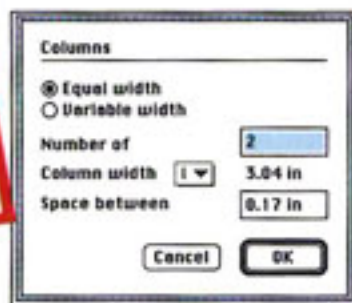 Columns
Equal width
Variable width
Number of 2
Column width 1 3.04 in
Space between 0.17 in
Cancel OK